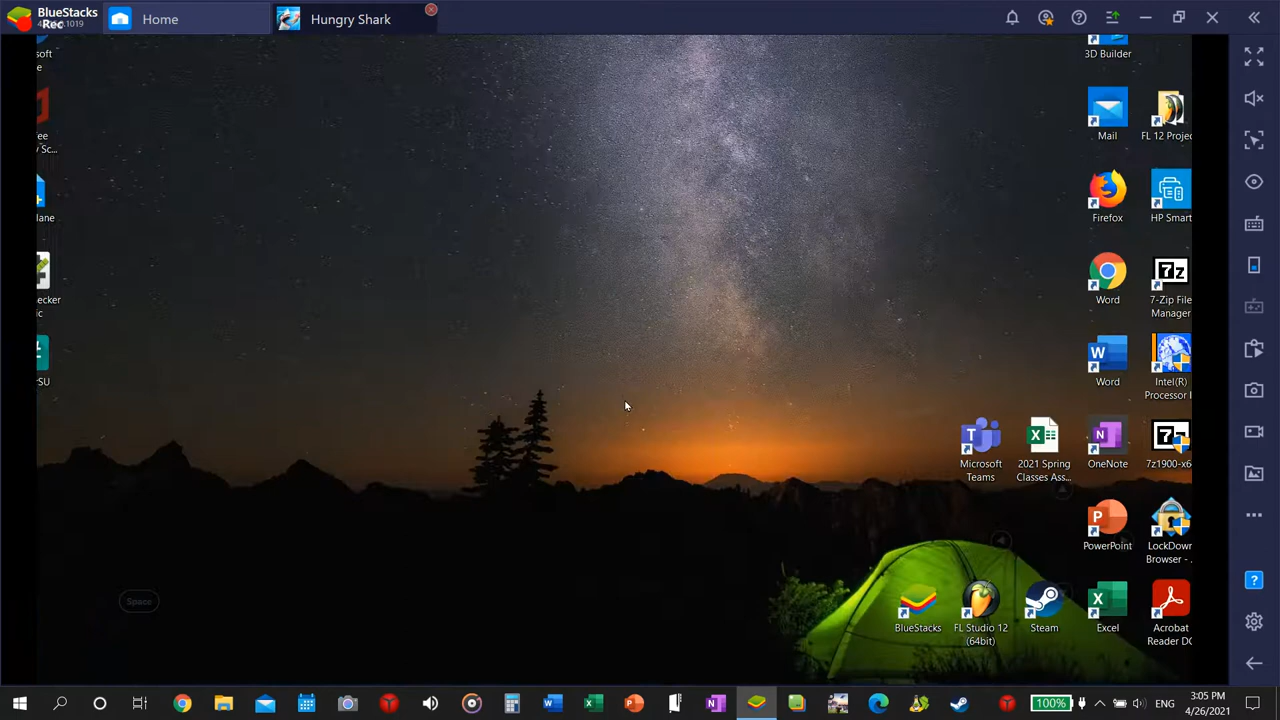 BlueStacks
Rec
Home
Hungry Shark
soft
e
3D Builder
ee
Sc...
Mail
FL 12 Projec
lane
Firefox
HP Smart
ecker
ic
Word
7-Zip File
Manager
SU
Word
Intel(R)
Processor I
Microsoft
Teams
2021 Spring
Classes Ass...
OneNote
7z1900-x6
PowerPoint
LockDown
Browser - ..
Space
BlueStacks
FL Studio 12
(64bit)
Steam
Excel
Acrobat
Reader DC
100%
ENG
3:05 PM
4/26/2021